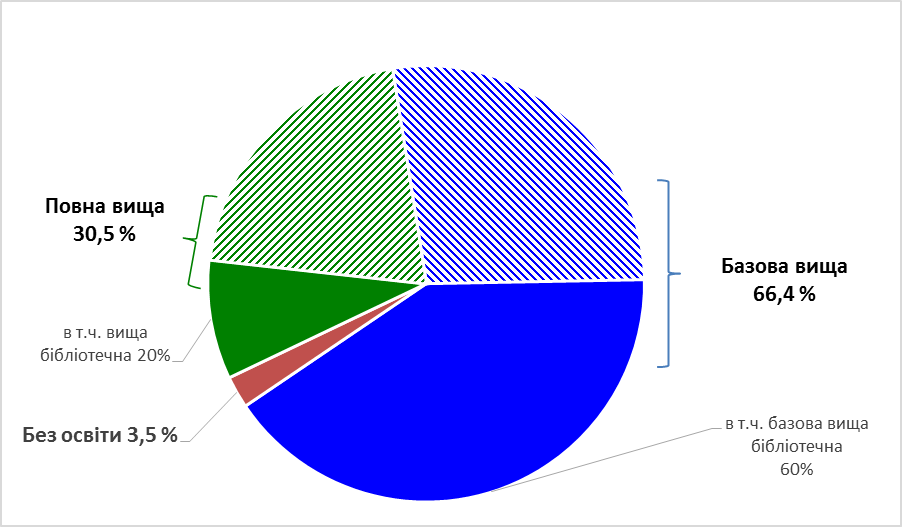 Повна вища
30,5 %
в т.ч. вища
бібліотечна 20%
Без освіти 3,5 %
Базова вища
66,4 %
в т.ч. базова вища
бібліотечна
60%